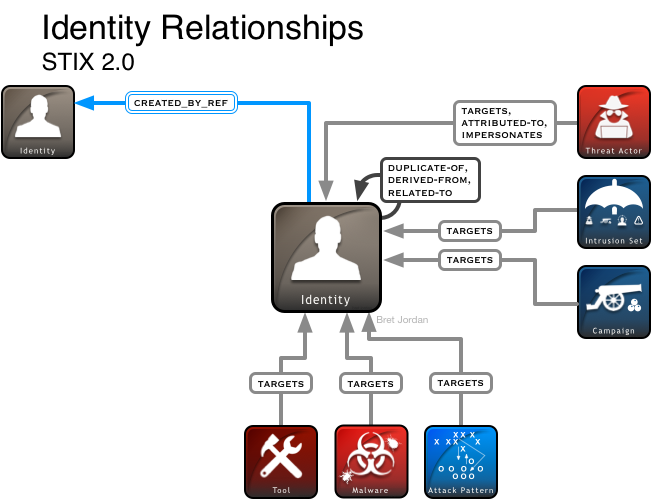 Identity Relationships
STIX 2.0
CREATED_BY_REF
Identity
TARGETS,
ATTRIBUTED-TO,
IMPERSONATES
Threat Actor
DUPLICATE-OF,
DERIVED-FROM,
RELATED-TO
TARGETS
Intrusion Set
TARGETS
Identity
Campaign
Bret Jordan
TARGETS
TARGETS
TARGETS
Tool
Malware
X X X
X X X X
X
O
O O O O O
Attack Pattern